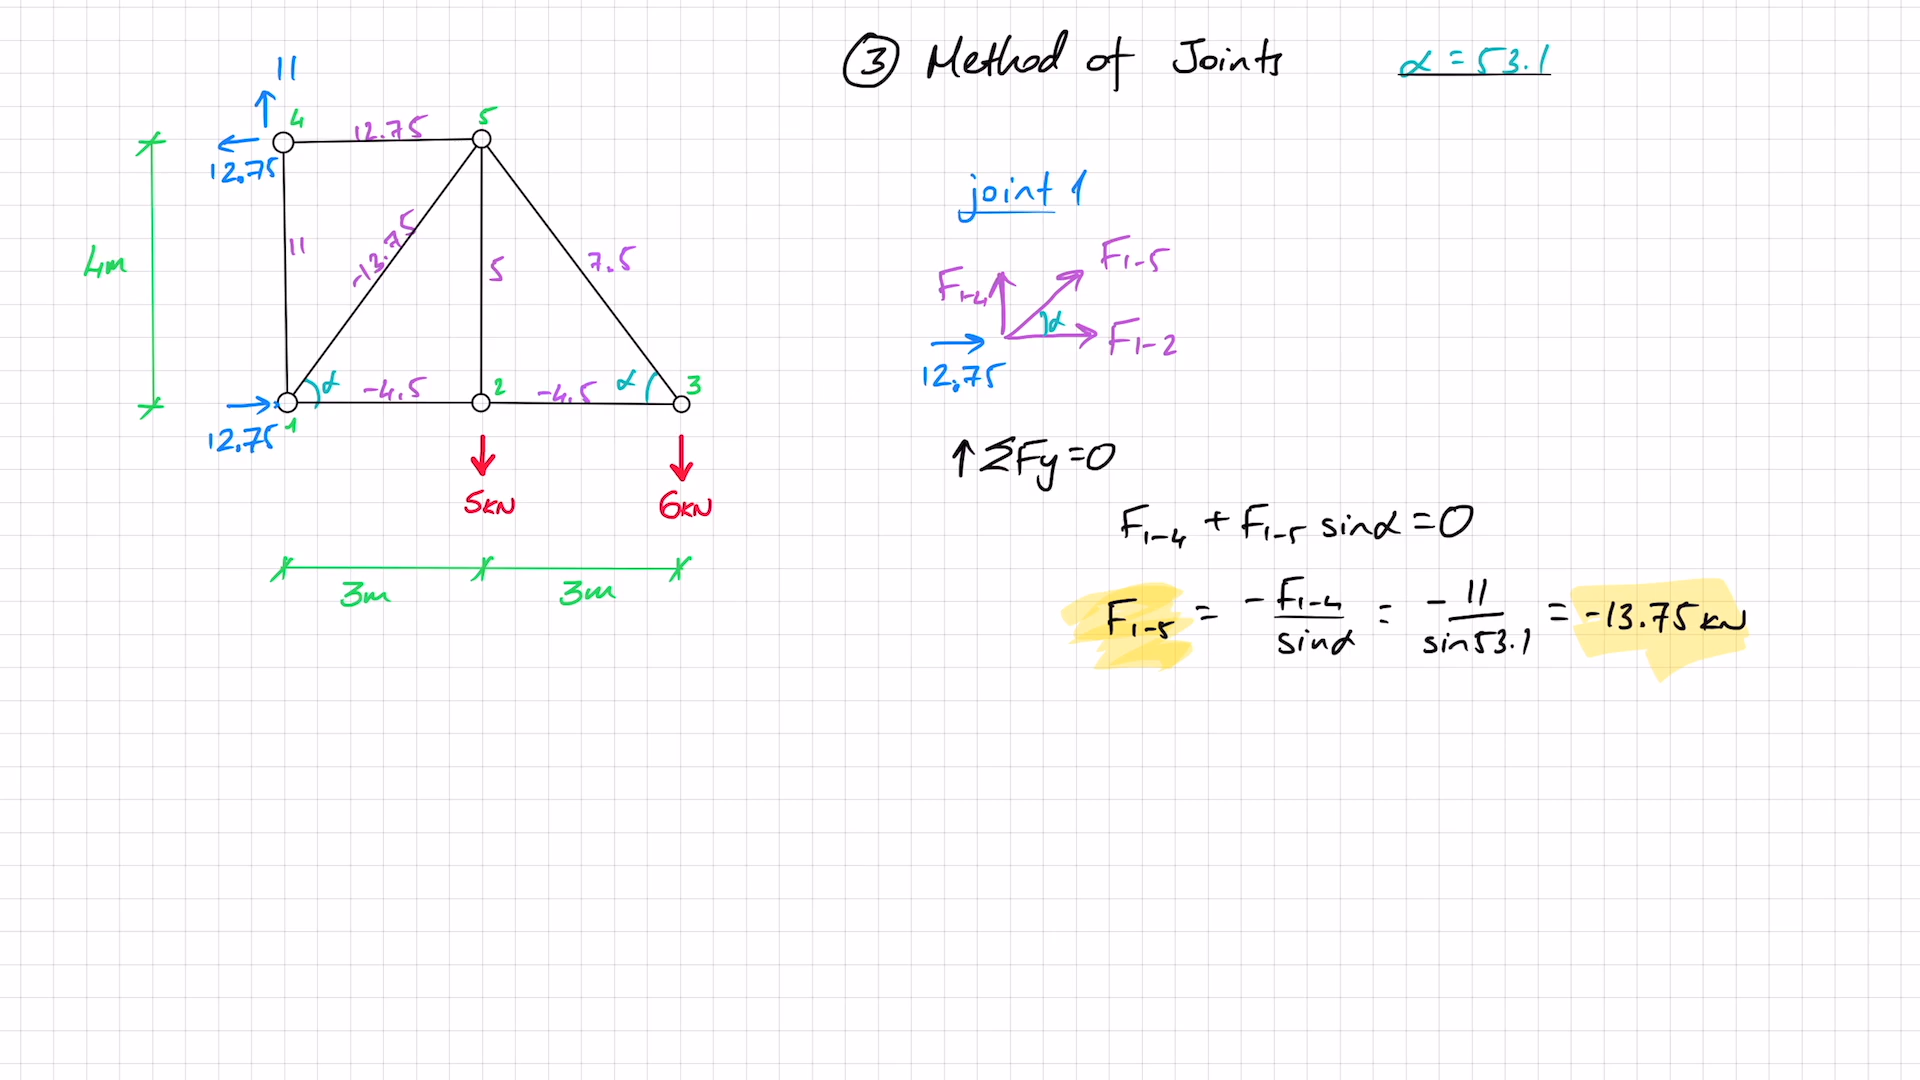 ③ Method of Joints α = 53.1
11
4
5
12.75
12.75
4m
11
-13.75
5
7.5
α
-4.5
2
-4.5
α
3
12.75
1
5kN
6kN
3m
3m
joint 1
F1-4
F1-5
α
F1-2
12.75
↑ΣFy=0
F1-4 + F1-5 sinα = 0
F1-5 = -F1-4/sinα = -11/sin53.1 = -13.75kN